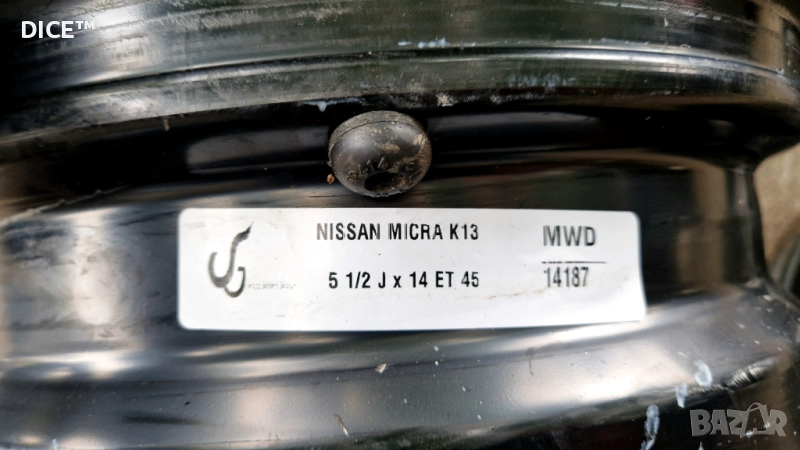 DICE™
NISSAN MICRA K13
MWD
5 1/2 J x 14 ET 45
14187
BAZAR